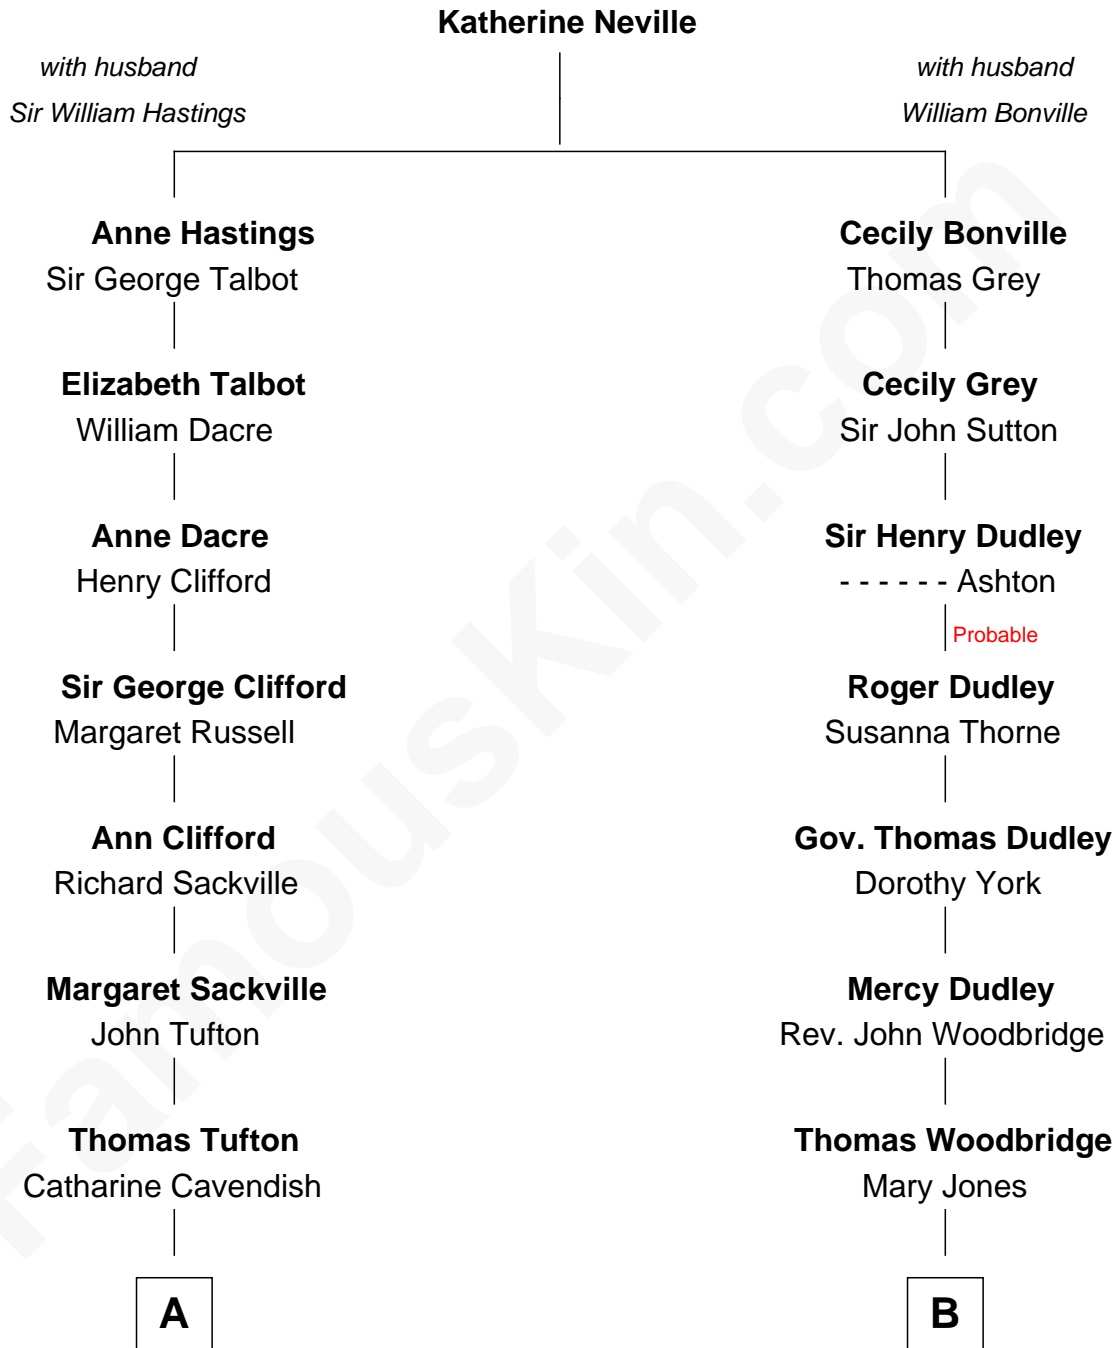 Katherine Neville
with husband
Sir William Hastings
with husband
William Bonville
Anne Hastings
Sir George Talbot
Cecily Bonville
Thomas Grey
Elizabeth Talbot
William Dacre
Cecily Grey
Sir John Sutton
Anne Dacre
Henry Clifford
Sir Henry Dudley
- - - - - - Ashton
Probable
Sir George Clifford
Margaret Russell
Roger Dudley
Susanna Thorne
Ann Clifford
Richard Sackville
Gov. Thomas Dudley
Dorothy York
Margaret Sackville
John Tufton
Mercy Dudley
Rev. John Woodbridge
Thomas Tufton
Catharine Cavendish
Thomas Woodbridge
Mary Jones
A
B
FamousKin.com